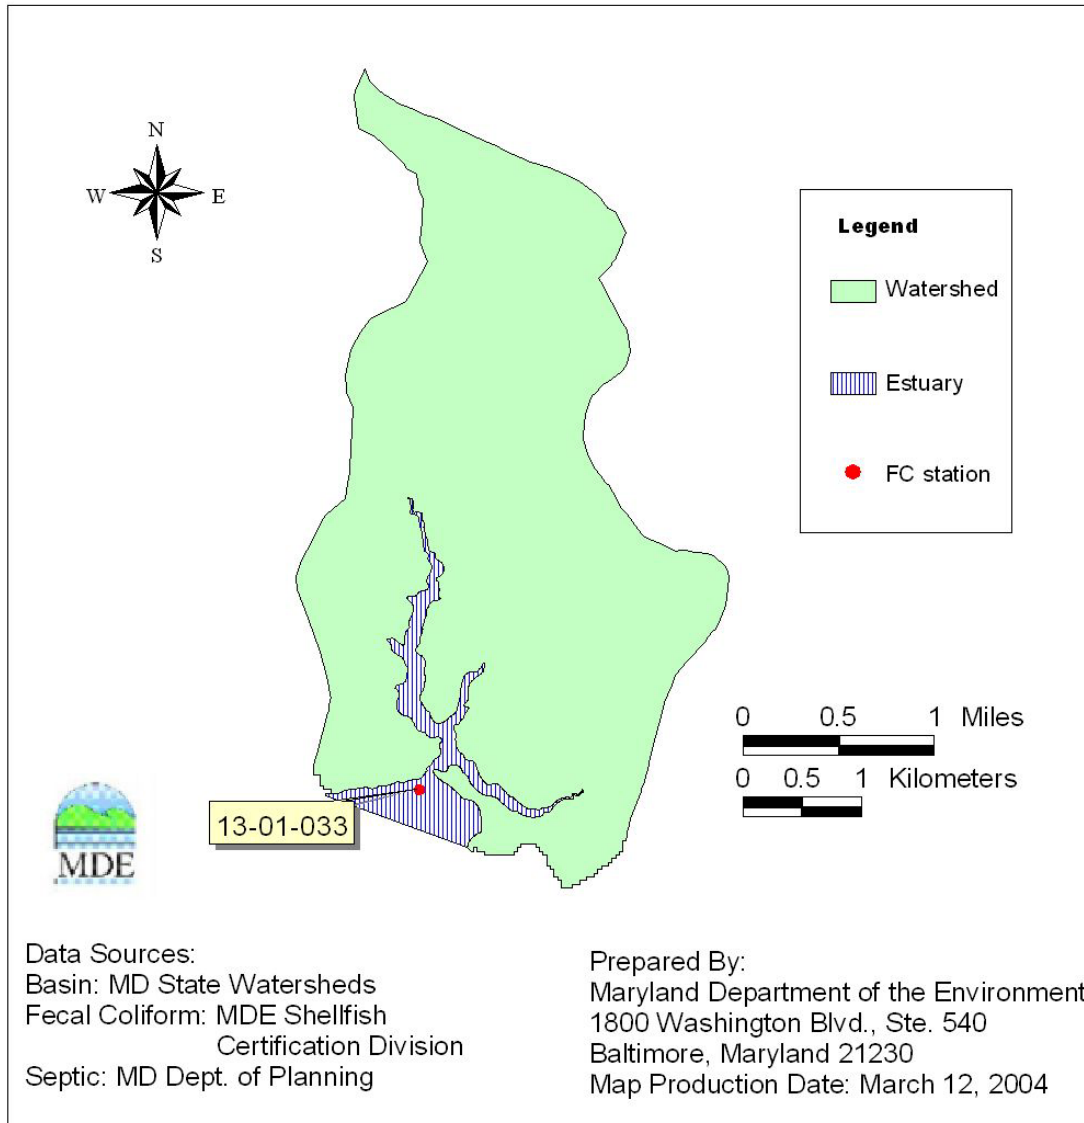 N
W E
S
Legend
Watershed
Estuary
FC station
0 0.5 1 Miles
0 0.5 1 Kilometers
13-01-033
MDE
Data Sources:
Basin: MD State Watersheds
Fecal Coliform: MDE Shellfish
Certification Division
Septic: MD Dept. of Planning
Prepared By:
Maryland Department of the Environment
1800 Washington Blvd., Ste. 540
Baltimore, Maryland 21230
Map Production Date: March 12, 2004